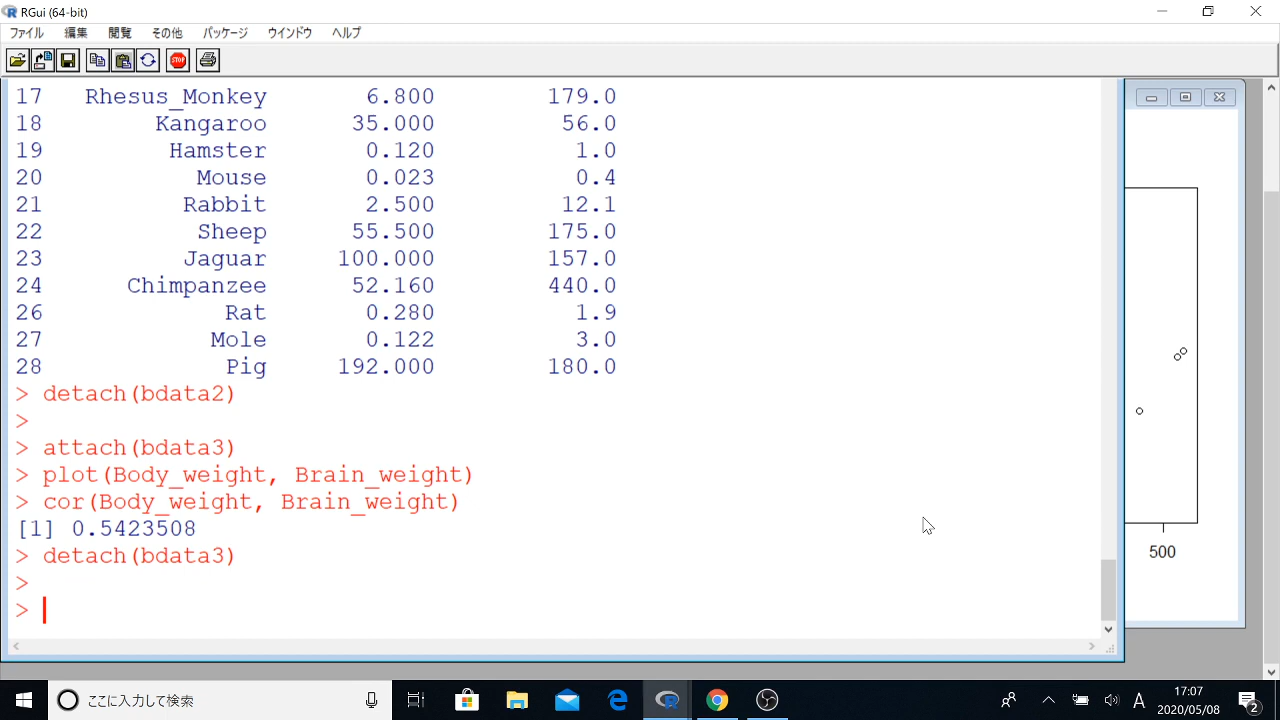 RGui (64-bit)
ファイル 編集 閲覧 その他 パッケージ ウインドウ ヘルプ
STOP
17 Rhesus_Monkey 6.800 179.0
18 Kangaroo 35.000 56.0
19 Hamster 0.120 1.0
20 Mouse 0.023 0.4
21 Rabbit 2.500 12.1
22 Sheep 55.500 175.0
23 Jaguar 100.000 157.0
24 Chimpanzee 52.160 440.0
26 Rat 0.280 1.9
27 Mole 0.122 3.0
28 Pig 192.000 180.0
> detach(bdata2)
>
> attach(bdata3)
> plot(Body_weight, Brain_weight)
> cor(Body_weight, Brain_weight)
[1] 0.5423508
> detach(bdata3)
>
>
500
ここに入力して検索
A
17:07
2020/05/08
2